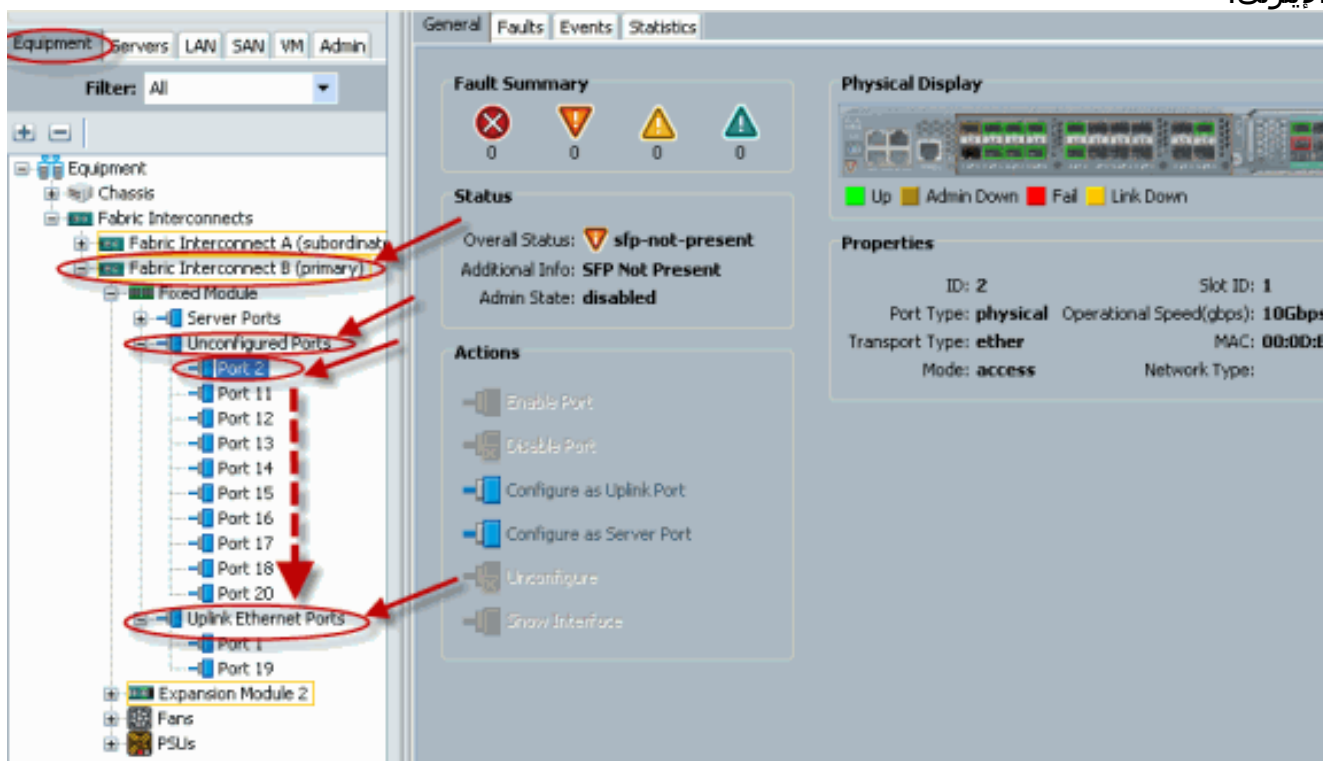 الإيثرنت.
Equipment Servers LAN SAN VM Admin
Filter: All
Equipment
Chassis
Fabric Interconnects
Fabric Interconnect A (subordinate
Fabric Interconnect B (primary)
Fixed Module
Server Ports
Unconfigured Ports
Port 2
Port 11
Port 12
Port 13
Port 14
Port 15
Port 16
Port 17
Port 18
Port 20
Uplink Ethernet Ports
Port 1
Port 19
Expansion Module 2
Fans
PSUs
General Faults Events Statistics
Fault Summary
0 0 0 0
Status
Overall Status: sfp-not-present
Additional Info: SFP Not Present
Admin State: disabled
Actions
Enable Port
Disable Port
Configure as Uplink Port
Configure as Server Port
Unconfigure
Show Interface
Physical Display
Up Admin Down Fail Link Down
Properties
ID: 2 Slot ID: 1
Port Type: physical Operational Speed(gbps): 10Gbps
Transport Type: ether MAC: 00:0D:E
Mode: access Network Type: